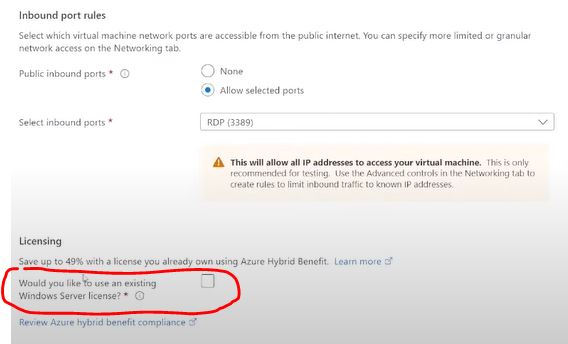 Inbound port rules
Select which virtual machine network ports are accessible from the public internet. You can specify more limited or granular
network access on the Networking tab.
Public inbound ports *
None
Allow selected ports
Select inbound ports *
RDP (3389)
This will allow all IP addresses to access your virtual machine. This is only
recommended for testing. Use the Advanced controls in the Networking tab to
create rules to limit inbound traffic to known IP addresses.
Licensing
Save up to 49% with a license you already own using Azure Hybrid Benefit. Learn more
Would you like to use an existing
Windows Server license? *
Review Azure hybrid benefit compliance